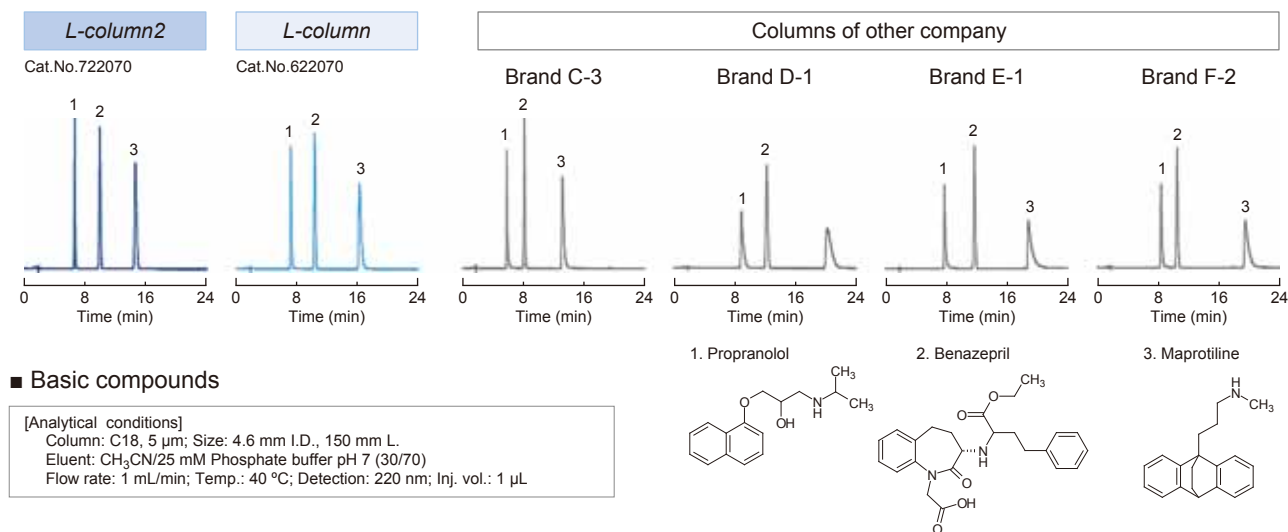 L-column2
L-column
Columns of other company
Cat.No.722070
Cat.No.622070
Brand C-3
Brand D-1
Brand E-1
Brand F-2
1
2
3
0
8
16
24
Time (min)
1
2
3
0
8
16
24
Time (min)
1
2
3
0
8
16
24
Time (min)
1
2
0
8
16
24
Time (min)
1
2
3
0
8
16
24
Time (min)
1
2
3
0
8
16
24
Time (min)
■ Basic compounds
[Analytical conditions]
Column: C18, 5 µm; Size: 4.6 mm I.D., 150 mm L.
Eluent: CH₃CN/25 mM Phosphate buffer pH 7 (30/70)
Flow rate: 1 mL/min; Temp.: 40 ºC; Detection: 220 nm; Inj. vol.: 1 µL
1. Propranolol
O
OH
N
H
CH₃
CH₃
2. Benazepril
O
O
CH₃
N
H
N
O
OH
O
3. Maprotiline
H
N
CH₃